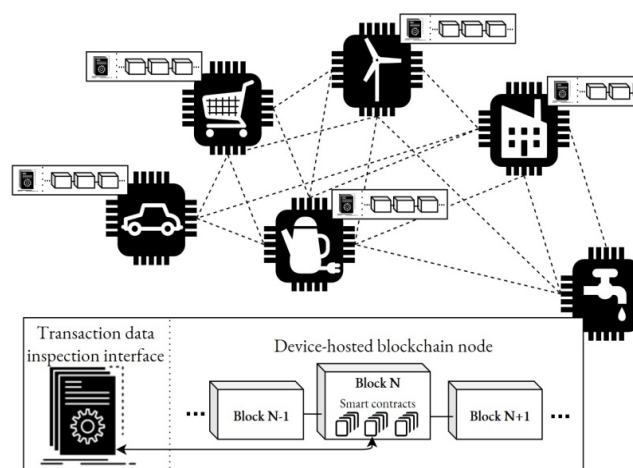 Transaction data
inspection interface
Device-hosted blockchain node
Block N
Smart contracts
Block N-1
Block N+1